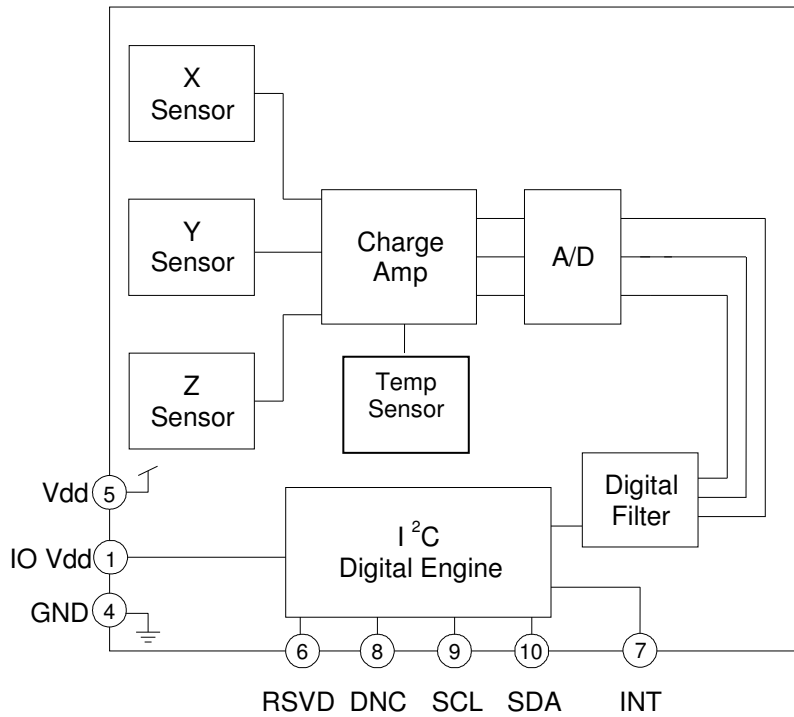 X
Sensor
Y
Sensor
Charge
Amp
A/D
Z
Sensor
Temp
Sensor
Vdd 5
Digital
Filter
I 2C
Digital Engine
IO Vdd 1
GND 4
6 8 9 10 7
RSVD DNC SCL SDA INT